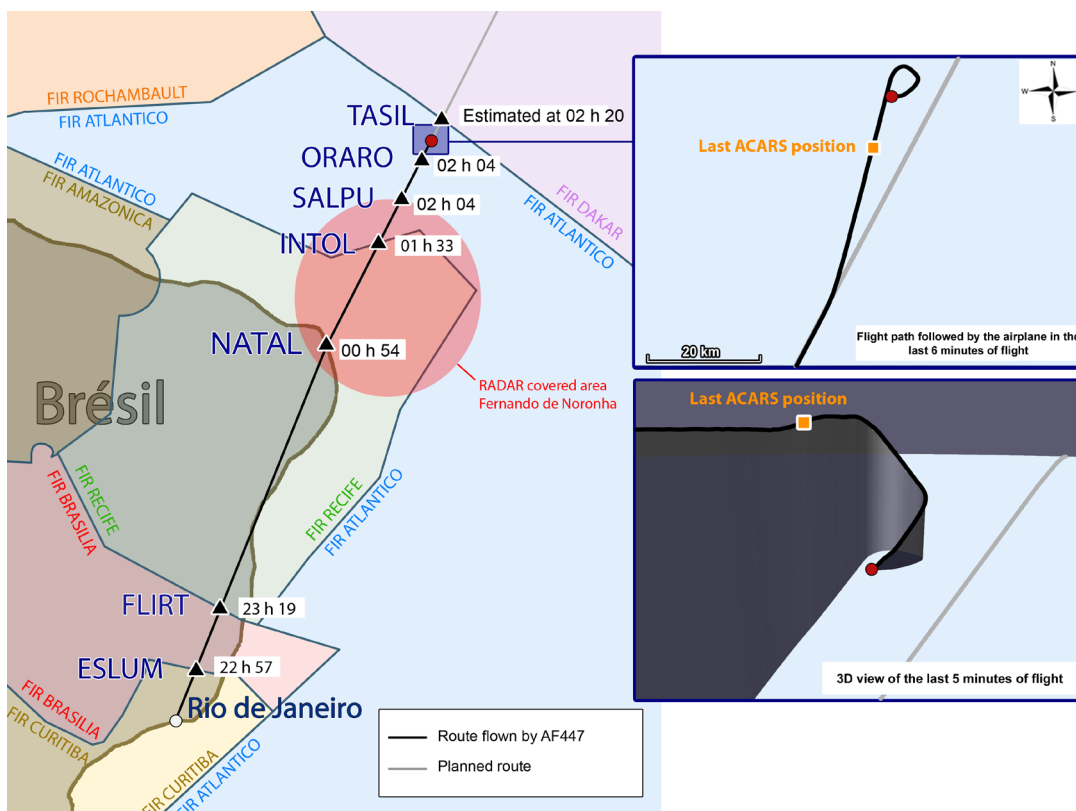 FIR ROCHAMBAULT
FIR ATLANTICO
TASIL
Estimated at 02 h 20
ORARO
02 h 04
FIR ATLANTICO
FIR AMAZONICA
SALPU
02 h 04
FIR DAKAR
FIR ATLANTICO
INTOL
01 h 33
NATAL
00 h 54
RADAR covered area
Fernando de Noronha
Brésil
FIR RECIFE
FIR BRASILIA
FIR RECIFE
FIR ATLANTICO
FLIRT
23 h 19
ESLUM
22 h 57
Rio de Janeiro
FIR BRASILIA
FIR CURITIBA
FIR CURITIBA
FIR ATLANTICO
Route flown by AF447
Planned route
N
W
E
S
Last ACARS position
20 km
Flight path followed by the airplane in the
last 6 minutes of flight
Last ACARS position
3D view of the last 5 minutes of flight